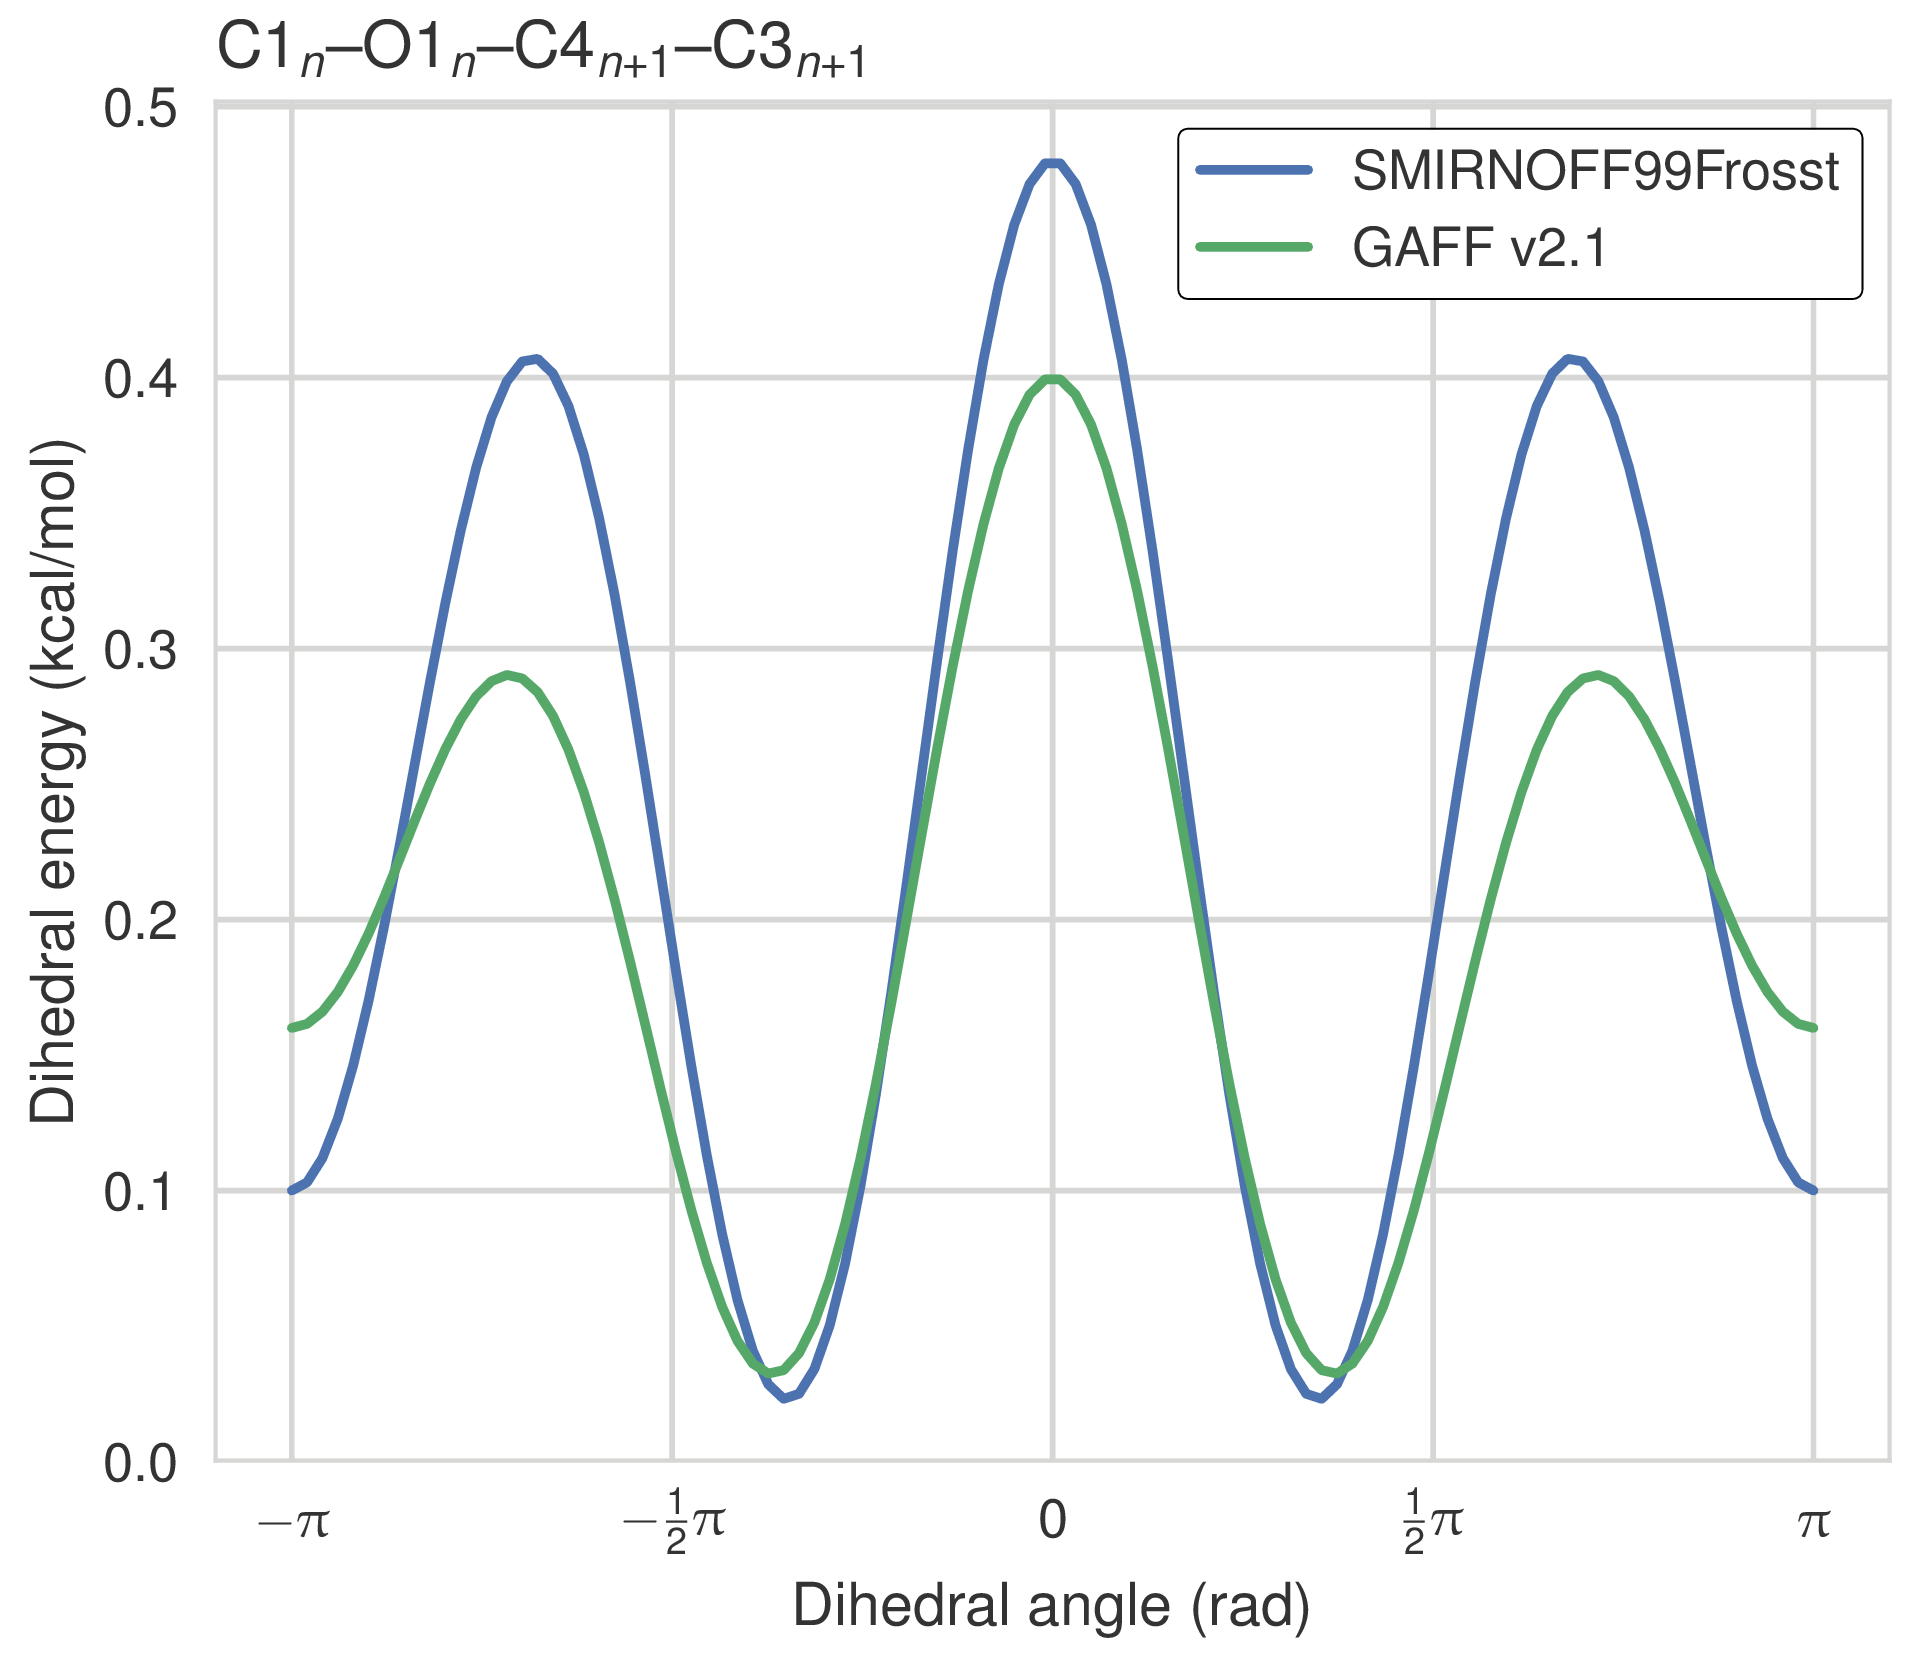 C1n–O1n–C4n+1–C3n+1
0.5
0.4
0.3
0.2
0.1
0.0
Dihedral energy (kcal/mol)
SMIRNOFF99Frosst
GAFF v2.1
−π −1/2π 0 1/2π π
Dihedral angle (rad)